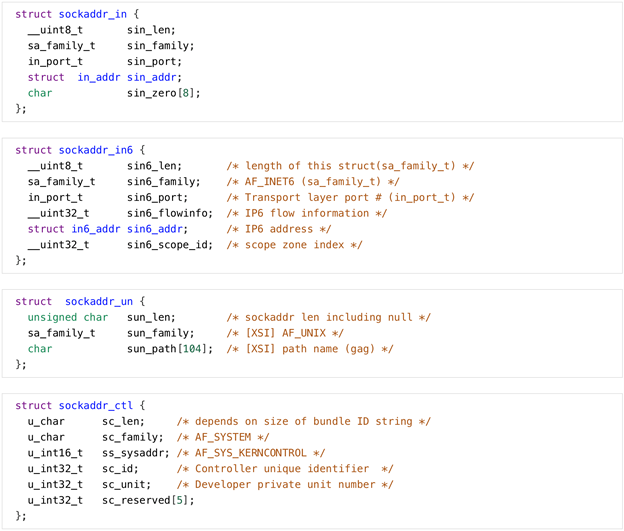 struct sockaddr_in {
__uint8_t sin_len;
sa_family_t sin_family;
in_port_t sin_port;
struct in_addr sin_addr;
char sin_zero[8];
};
struct sockaddr_in6 {
__uint8_t sin6_len; /* length of this struct(sa_family_t) */
sa_family_t sin6_family; /* AF_INET6 (sa_family_t) */
in_port_t sin6_port; /* Transport layer port # (in_port_t) */
__uint32_t sin6_flowinfo; /* IP6 flow information */
struct in6_addr sin6_addr; /* IP6 address */
__uint32_t sin6_scope_id; /* scope zone index */
};
struct sockaddr_un {
unsigned char sun_len; /* sockaddr len including null */
sa_family_t sun_family; /* [XSI] AF_UNIX */
char sun_path[104]; /* [XSI] path name (gag) */
};
struct sockaddr_ctl {
u_char sc_len; /* depends on size of bundle ID string */
u_char sc_family; /* AF_SYSTEM */
u_int16_t ss_sysaddr; /* AF_SYS_KERNCONTROL */
u_int32_t sc_id; /* Controller unique identifier */
u_int32_t sc_unit; /* Developer private unit number */
u_int32_t sc_reserved[5];
};